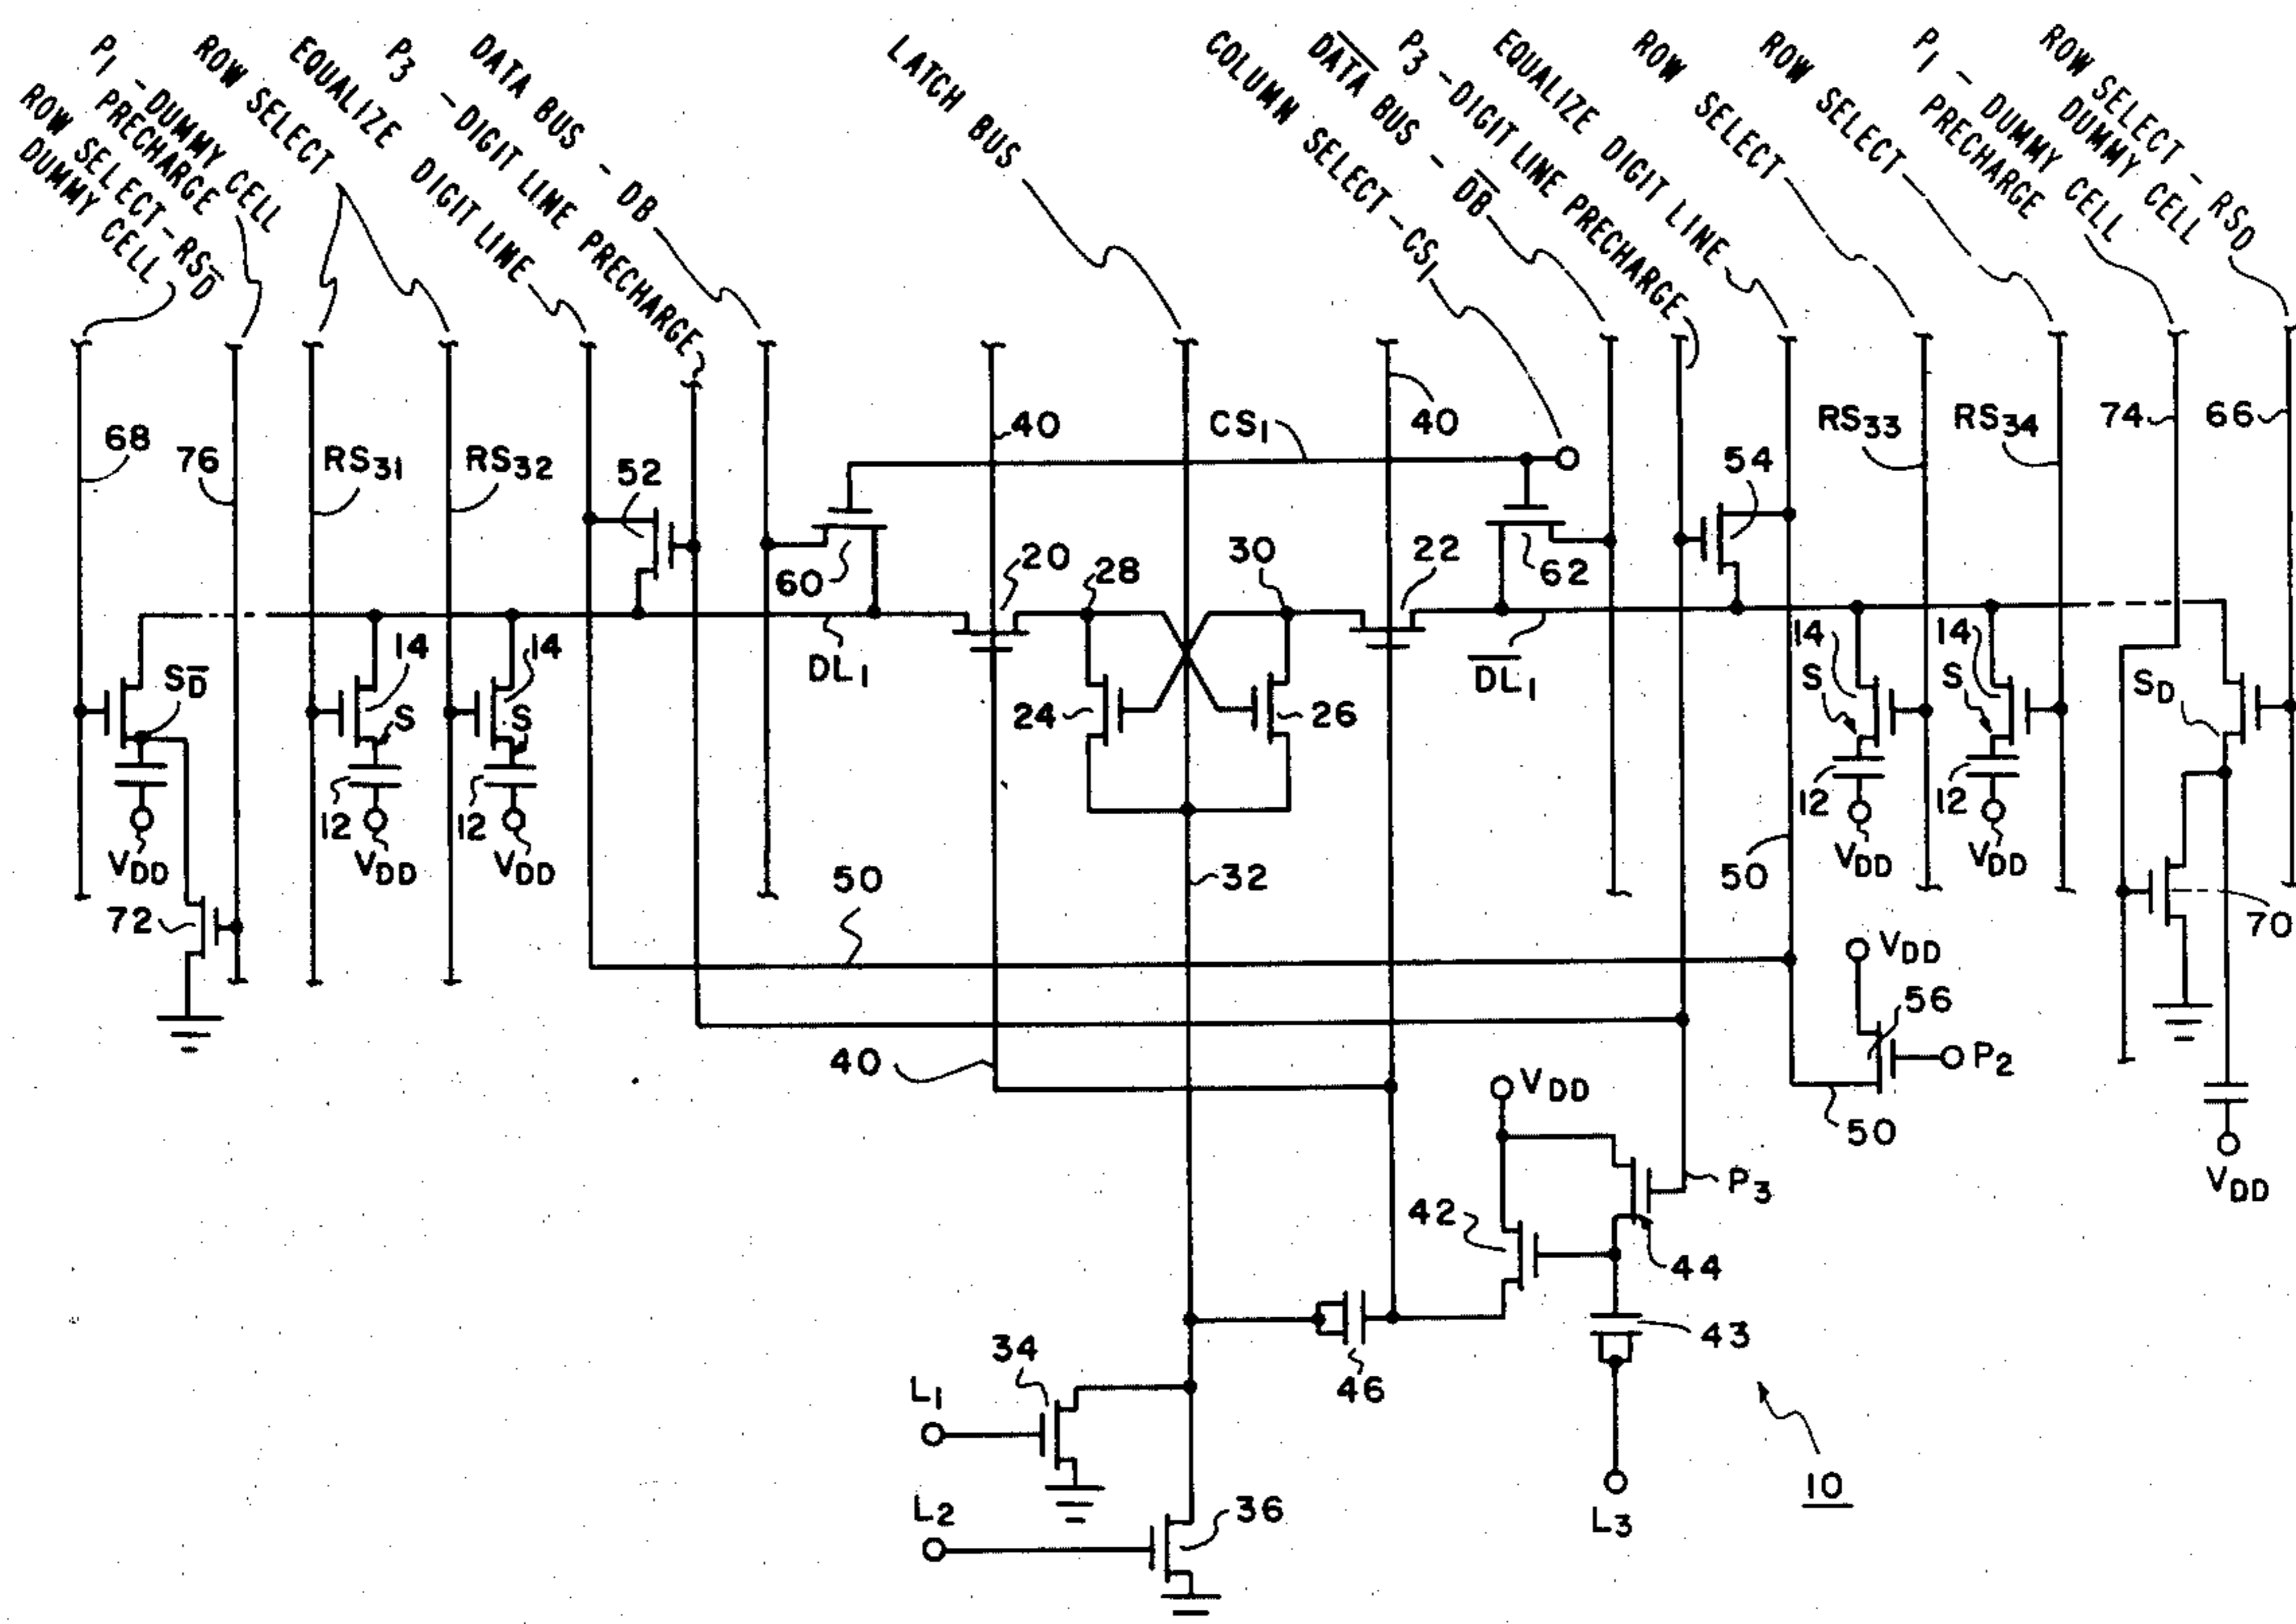 ROW SELECT-RSD̅
DUMMY CELL
P1 -DUMMY CELL
PRECHARGE
ROW SELECT
EQUALIZE DIGIT LINE
P3 -DIGIT LINE PRECHARGE
DATA BUS - DB
LATCH BUS
COLUMN SELECT-CS1
D̅A̅T̅A̅ BUS - D̅B̅
P3 -DIGIT LINE PRECHARGE
EQUALIZE DIGIT LINE
ROW SELECT
ROW SELECT
P1 - DUMMY CELL
PRECHARGE
ROW SELECT - RSD
DUMMY CELL
68
76
RS31
RS32
52
40
CS1
40
54
RS33
RS34
74
66
60
20
28
30
22
62
SD̅
14
S
14
S
DL1
24
26
D̅L̅1
14
S
14
S
SD
12
12
VDD
VDD
VDD
12
12
VDD
VDD
72
50
32
50
70
VDD
56
P2
40
VDD
50
P3
VDD
42
44
43
46
34
L1
L2
36
L3
10